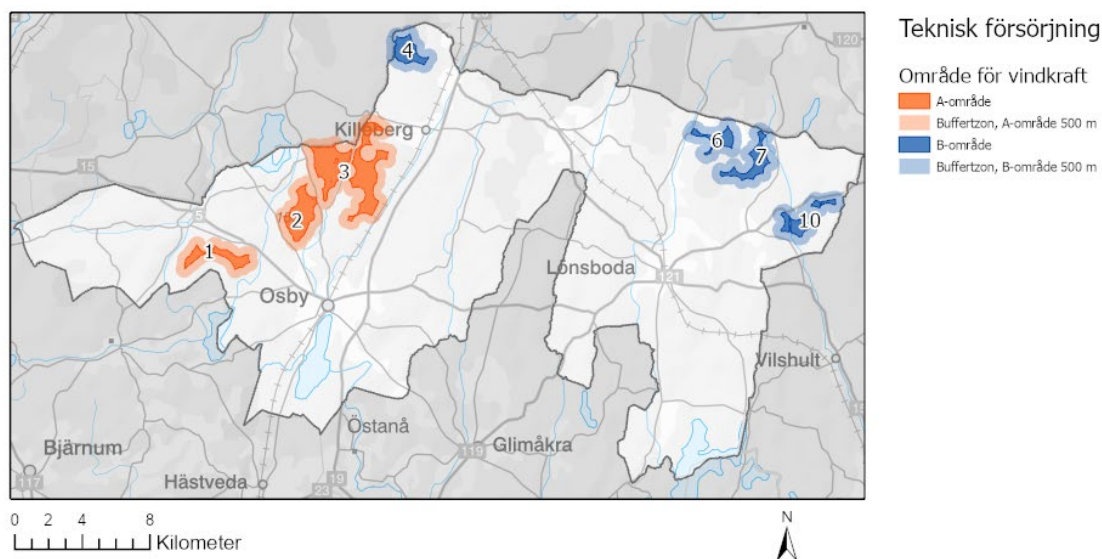 Teknisk försörjning
Område för vindkraft
A-område
Buffertzon, A-område 500 m
B-område
Buffertzon, B-område 500 m
4
120
Killeberg
6
7
3
15
2
10
5
1
Lönsboda
121
Osby
Vilshult
15
Östanå
Bjärnum
119
Glimåkra
117
Hästveda
19
23
0 2 4 8
Kilometer
N